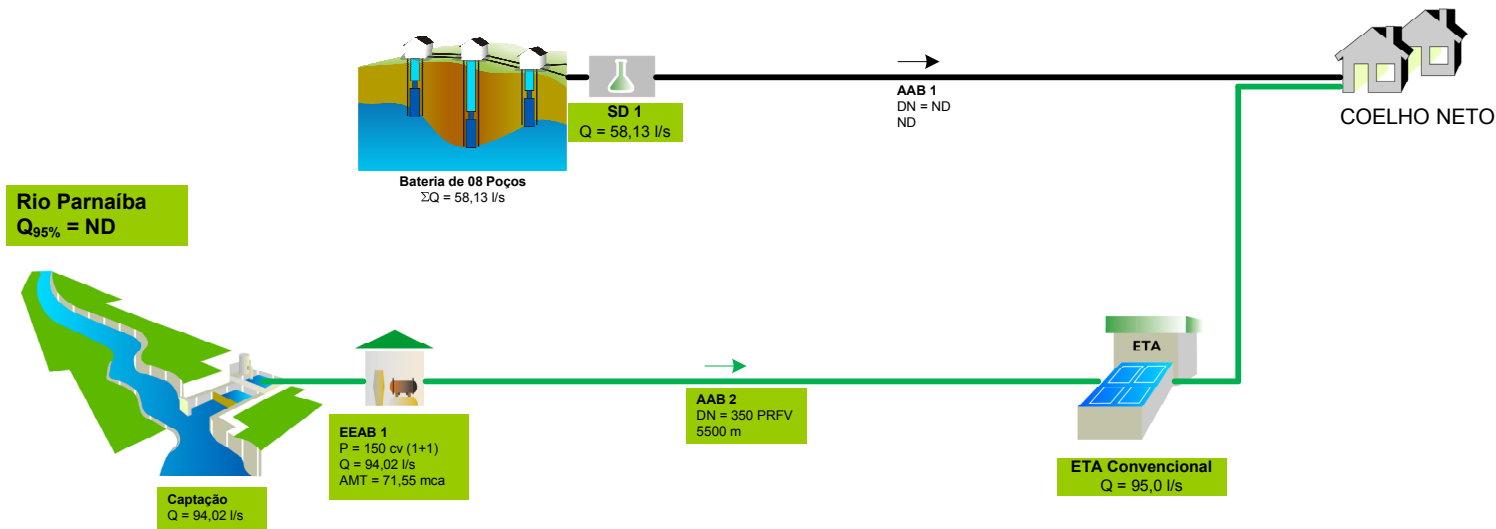 SD 1
Q = 58,13 l/s
AAB 1
DN = ND
ND
COELHO NETO
Bateria de 08 Poços
ΣQ = 58,13 l/s
Rio Parnaíba
Q95% = ND
ETA
AAB 2
DN = 350 PRFV
5500 m
EEAB 1
P = 150 cv (1+1)
Q = 94,02 l/s
AMT = 71,55 mca
ETA Convencional
Q = 95,0 l/s
Captação
Q = 94,02 l/s